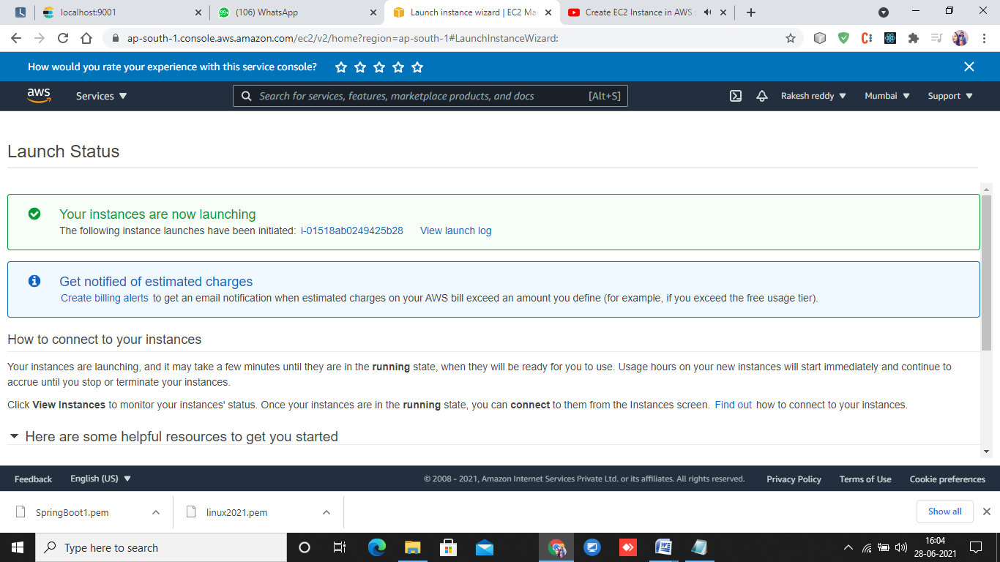 localhost:9001
(106) WhatsApp
Launch instance wizard | EC2 Ma
Create EC2 Instance in AWS
ap-south-1.console.aws.amazon.com/ec2/v2/home?region=ap-south-1#LaunchInstanceWizard:
How would you rate your experience with this service console?
aws
Services
Search for services, features, marketplace products, and docs
[Alt+S]
Rakesh reddy
Mumbai
Support
Launch Status
Your instances are now launching
The following instance launches have been initiated: i-01518ab0249425b28 View launch log
Get notified of estimated charges
Create billing alerts to get an email notification when estimated charges on your AWS bill exceed an amount you define (for example, if you exceed the free usage tier).
How to connect to your instances
Your instances are launching, and it may take a few minutes until they are in the running state, when they will be ready for you to use. Usage hours on your new instances will start immediately and continue to
accrue until you stop or terminate your instances.
Click View Instances to monitor your instances' status. Once your instances are in the running state, you can connect to them from the Instances screen. Find out how to connect to your instances.
Here are some helpful resources to get you started
Feedback
English (US)
© 2008 - 2021, Amazon Internet Services Private Ltd. or its affiliates. All rights reserved.
Privacy Policy
Terms of Use
Cookie preferences
SpringBoot1.pem
linux2021.pem
Show all
Type here to search
16:04
28-06-2021